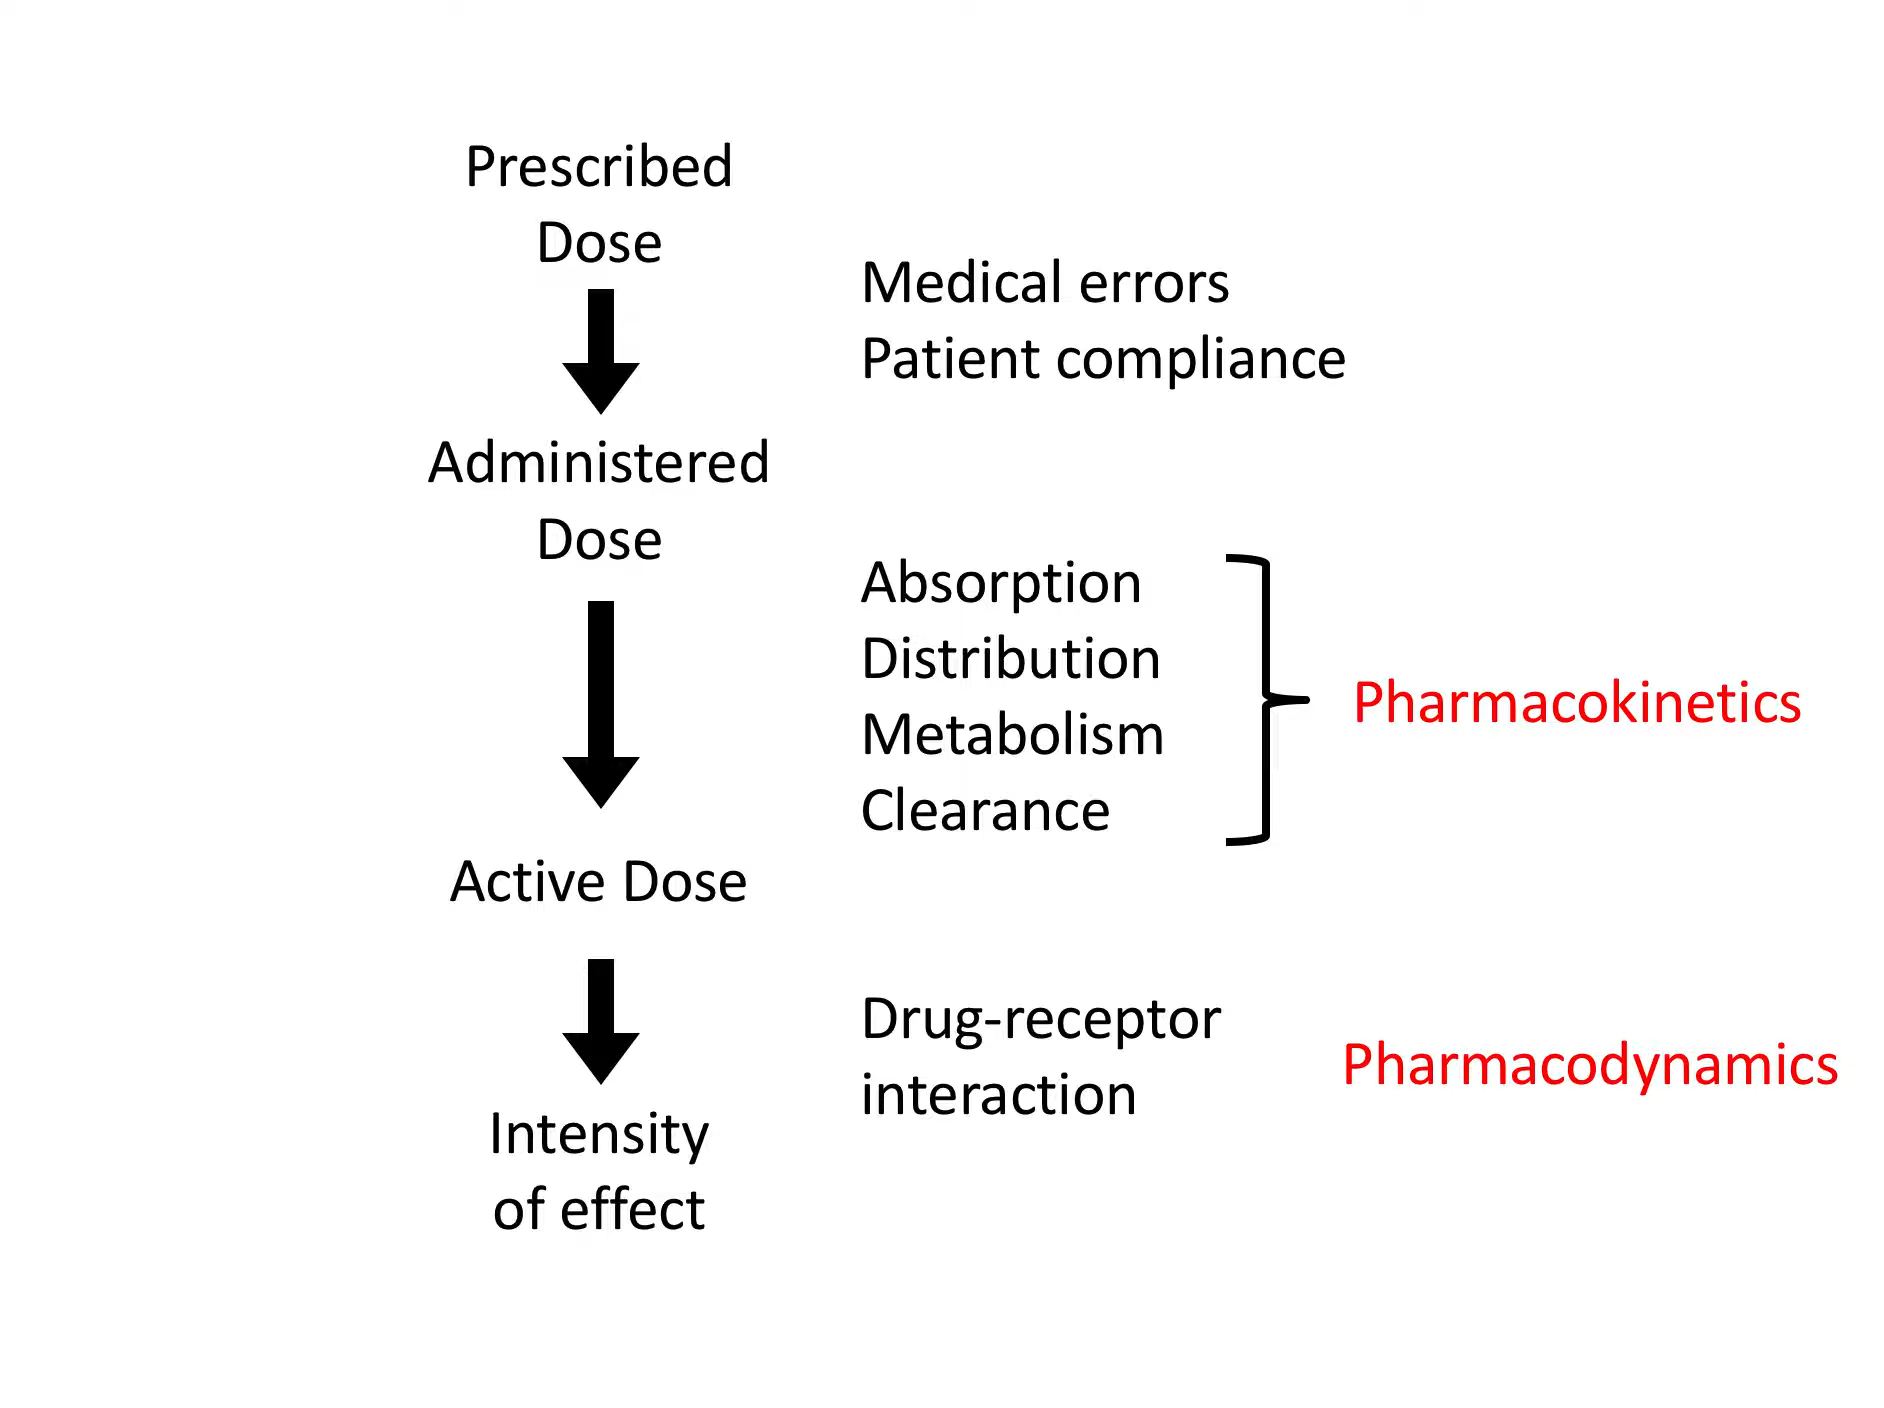 Prescribed
Dose
Medical errors
Patient compliance
Administered
Dose
Absorption
Distribution
Metabolism
Clearance
Pharmacokinetics
Active Dose
Drug-receptor
interaction
Pharmacodynamics
Intensity
of effect